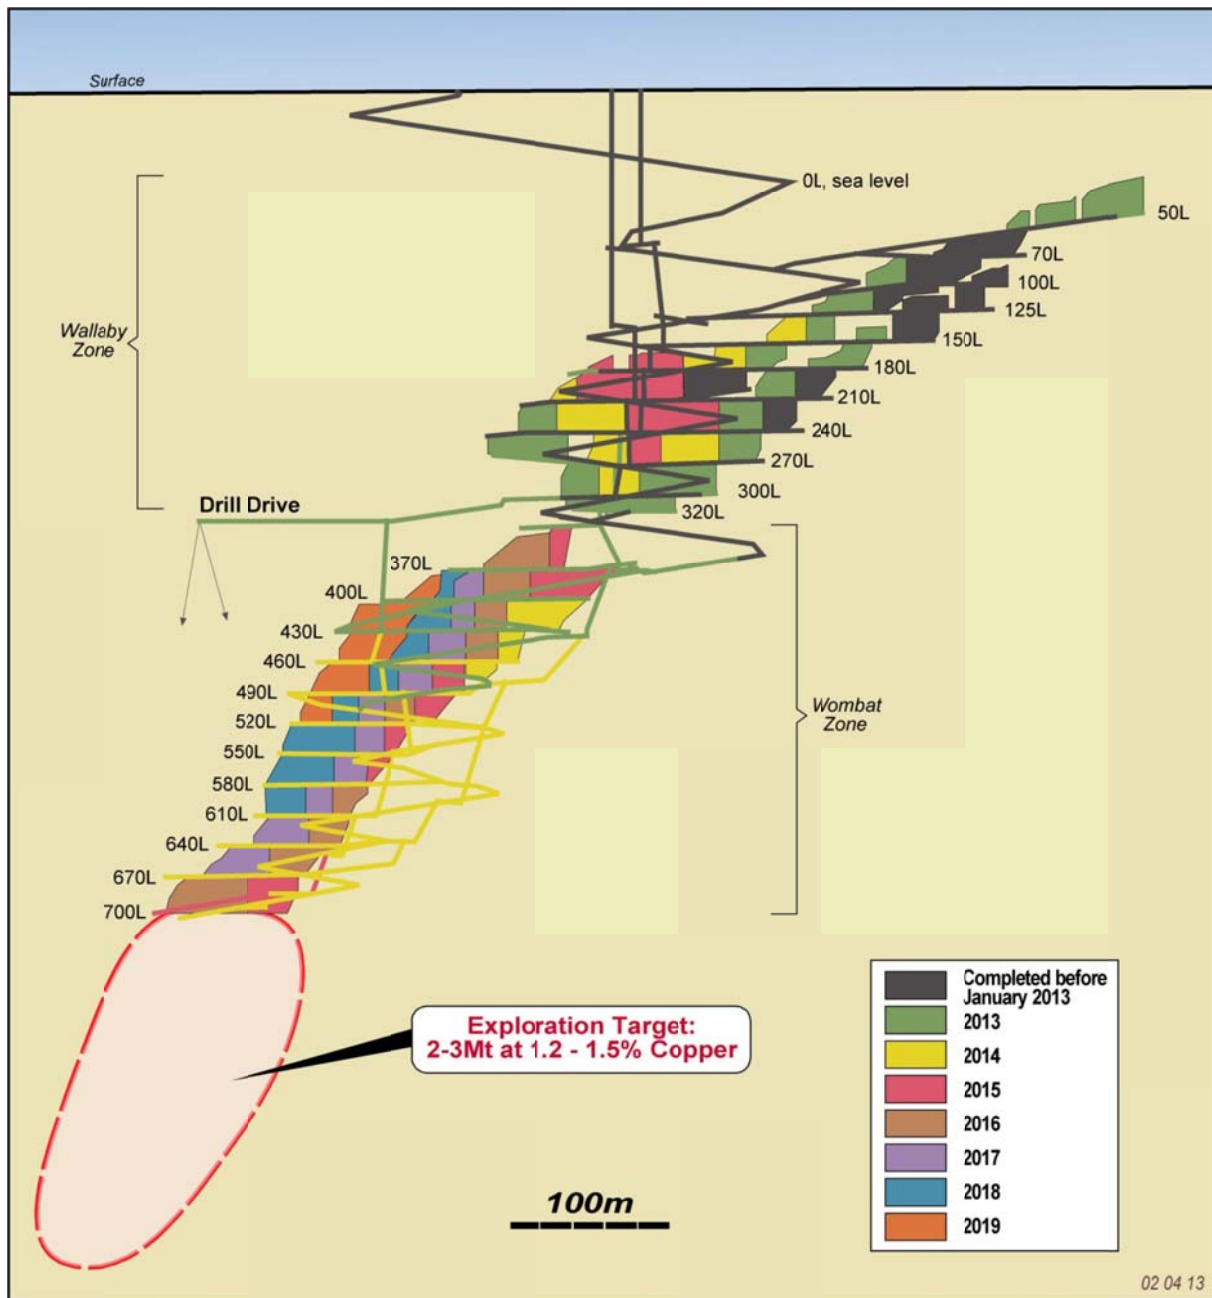 Surface
0L, sea level
50L
70L
100L
125L
150L
180L
210L
240L
270L
300L
320L
Wallaby
Zone
Drill Drive
370L
400L
430L
460L
490L
520L
550L
580L
610L
640L
670L
700L
Wombat
Zone
Exploration Target:
2-3Mt at 1.2 - 1.5% Copper
100m
Completed before
January 2013
2013
2014
2015
2016
2017
2018
2019
02 04 13